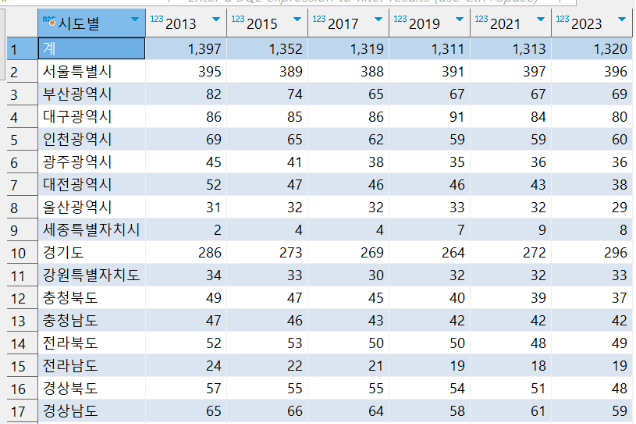 시도별 123 2013 123 2015 123 2017 123 2019 123 2021 123 2023
1 계 1,397 1,352 1,319 1,311 1,313 1,320
2 서울특별시 395 389 388 391 397 396
3 부산광역시 82 74 65 67 67 69
4 대구광역시 86 85 86 91 84 80
5 인천광역시 69 65 62 59 59 60
6 광주광역시 45 41 38 35 36 36
7 대전광역시 52 47 46 46 43 38
8 울산광역시 31 32 32 33 32 29
9 세종특별자치시 2 4 4 7 9 8
10 경기도 286 273 269 264 272 296
11 강원특별자치도 34 33 30 32 32 33
12 충청북도 49 47 45 40 39 37
13 충청남도 47 46 43 42 42 42
14 전라북도 52 53 50 50 48 49
15 전라남도 24 22 21 19 18 19
16 경상북도 57 55 55 54 51 48
17 경상남도 65 66 64 58 61 59